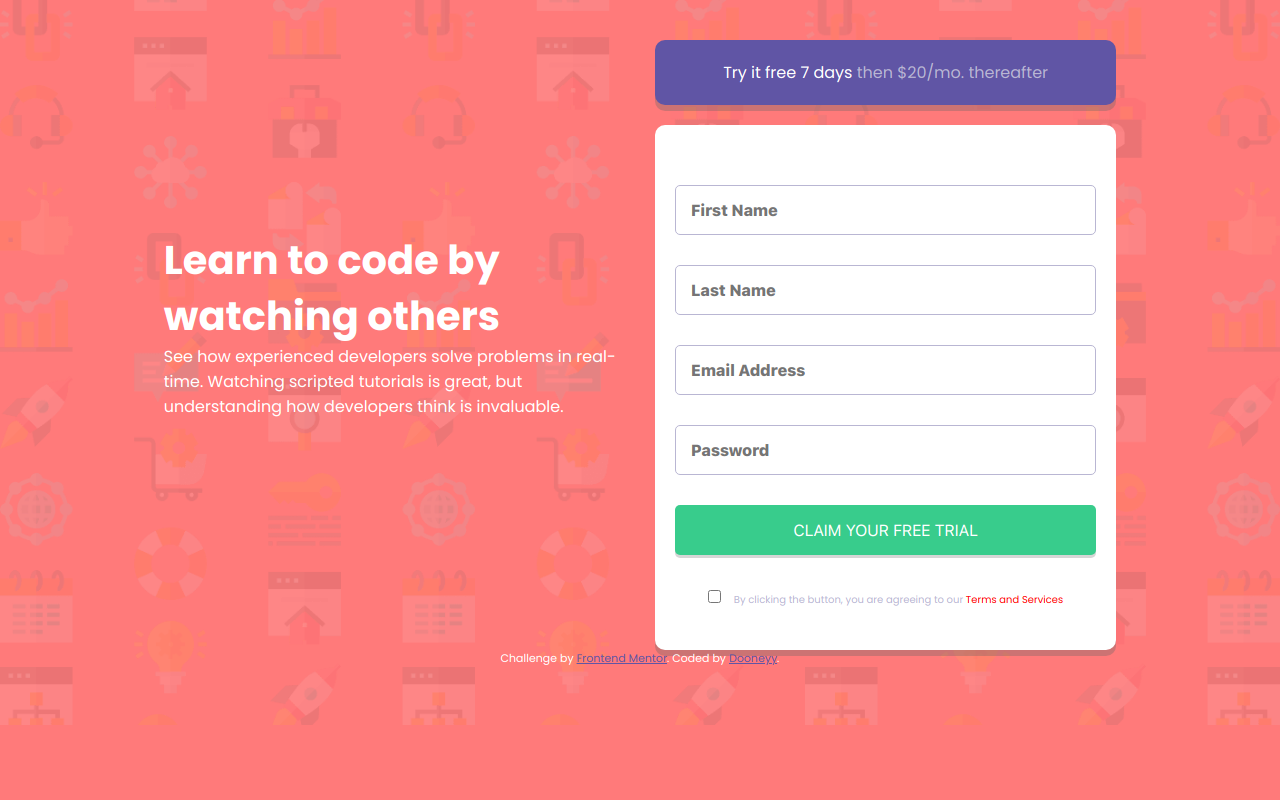 Learn to code by
watching others
See how experienced developers solve problems in real-
time. Watching scripted tutorials is great, but
understanding how developers think is invaluable.
Try it free 7 days then $20/mo. thereafter
First Name
Last Name
Email Address
Password
CLAIM YOUR FREE TRIAL
By clicking the button, you are agreeing to our Terms and Services
Challenge by Frontend Mentor. Coded by Dooneyy.